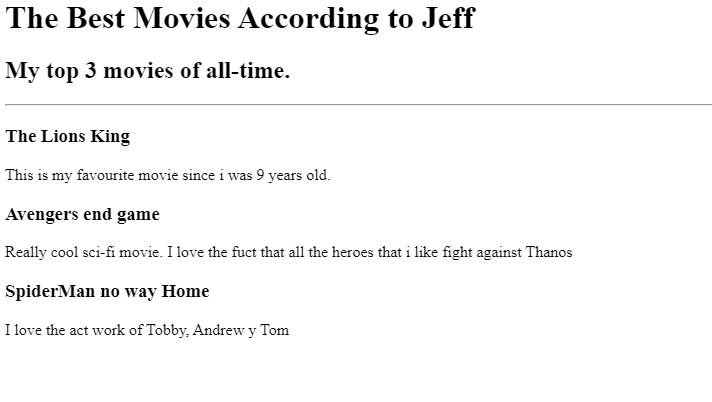 The Best Movies According to Jeff
My top 3 movies of all-time.
The Lions King
This is my favourite movie since i was 9 years old.
Avengers end game
Really cool sci-fi movie. I love the fuct that all the heroes that i like fight against Thanos
SpiderMan no way Home
I love the act work of Tobby, Andrew y Tom